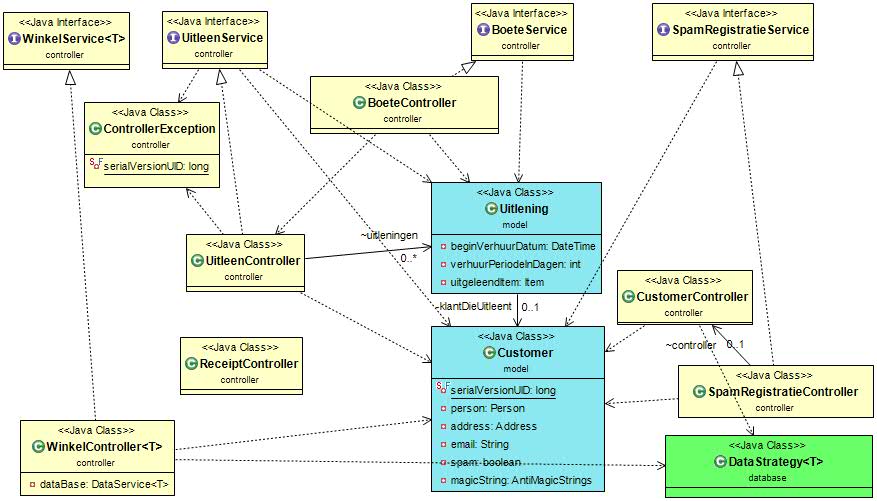 <<Java Interface>>
WinkelService<T>
controller
<<Java Interface>>
UitleenService
controller
<<Java Interface>>
BoeteService
controller
<<Java Interface>>
SpamRegistratieService
controller
<<Java Class>>
BoeteController
controller
<<Java Class>>
ControllerException
controller
serialVersionUID: long
<<Java Class>>
Uitlening
model
beginVerhuurDatum: DateTime
verhuurPeriodeInDagen: int
uitgeleendItem: Item
<<Java Class>>
UitleenController
controller
~uitleningen
0..*
<<Java Class>>
CustomerController
controller
~klantDieUitleent
0..1
<<Java Class>>
Customer
model
serialVersionUID: long
person: Person
address: Address
email: String
spam: boolean
magicString: AntiMagicStrings
<<Java Class>>
ReceiptController
controller
~controller
0..1
<<Java Class>>
SpamRegistratieController
controller
<<Java Class>>
WinkelController<T>
controller
dataBase: DataService<T>
<<Java Class>>
DataStrategy<T>
database